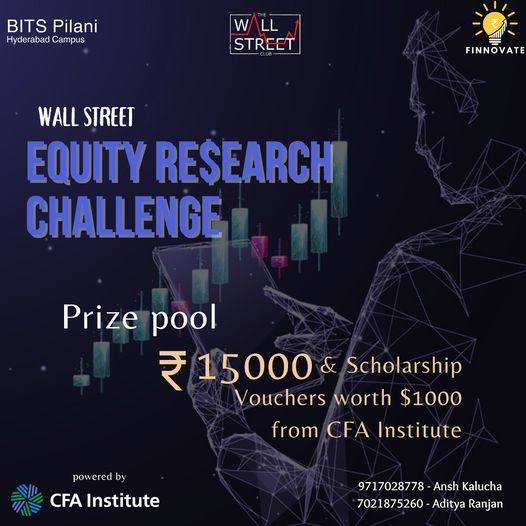 BITS Pilani
Hyderabad Campus
THE
WALL
STREET
CLUB
FINNOVATE
WALL STREET
EQUITY RE$EARCH
CHALLENGE
Prize pool
₹ 15000 & Scholarship
Vouchers worth $1000
from CFA Institute
powered by
CFA Institute
9717028778 - Ansh Kalucha
7021875260 - Aditya Ranjan